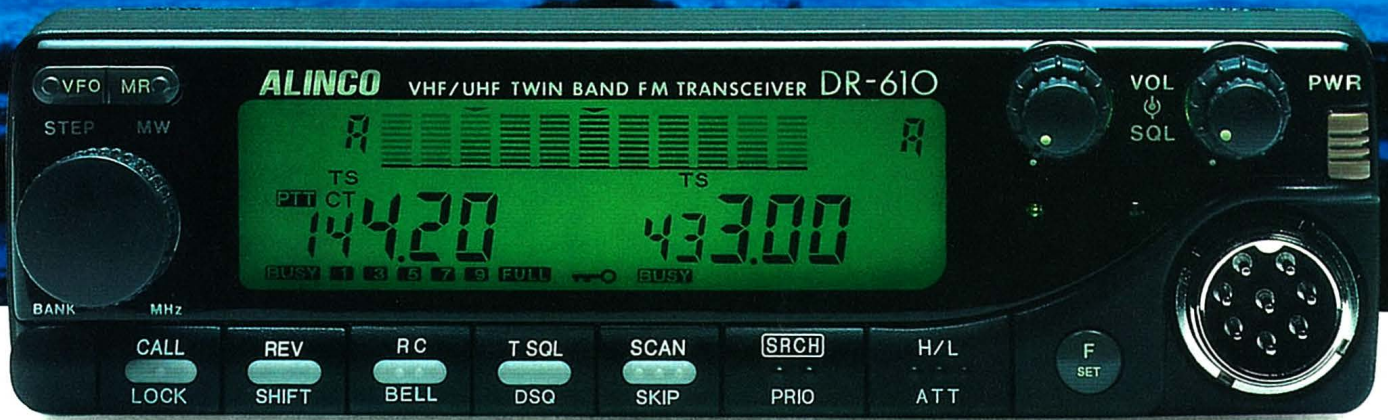 VFO MR
STEP MW
BANK MHz
ALINCO VHF/UHF TWIN BAND FM TRANSCEIVER DR-610
A A
TS TS
PTT CT
144.20 433.00
BUSY 1 3 5 7 9 FULL BUSY
VOL
SQL
PWR
CALL REV RC T SQL SCAN SRCH H/L
LOCK SHIFT BELL DSQ SKIP PRIO ATT
F
SET